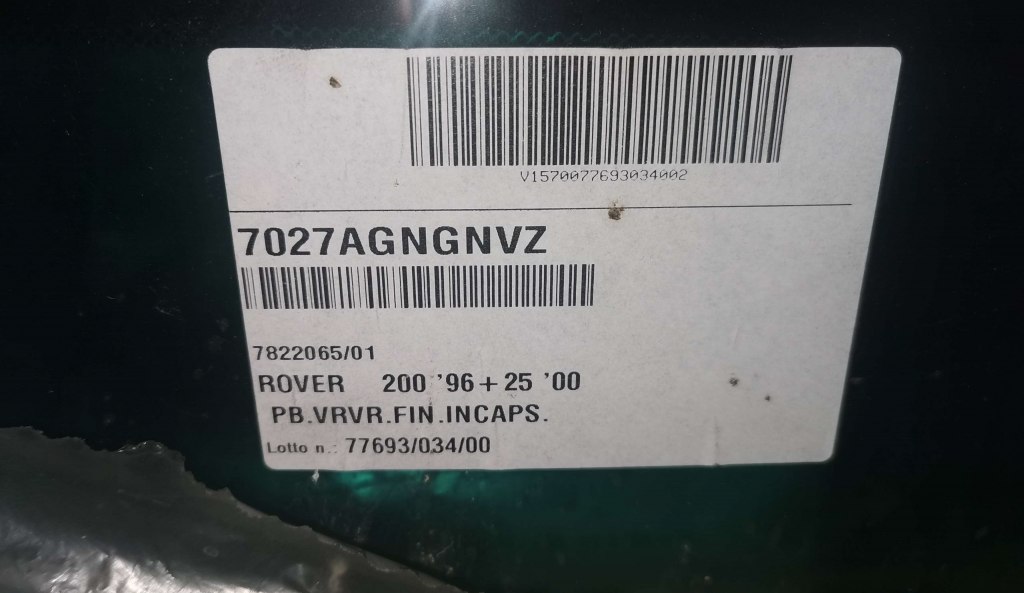 V1570077693034002
7027AGNGNVZ
7822065/01
ROVER 200 '96+25 '00
PB.VRVR.FIN.INCAPS.
Lotto n.: 77693/034/00